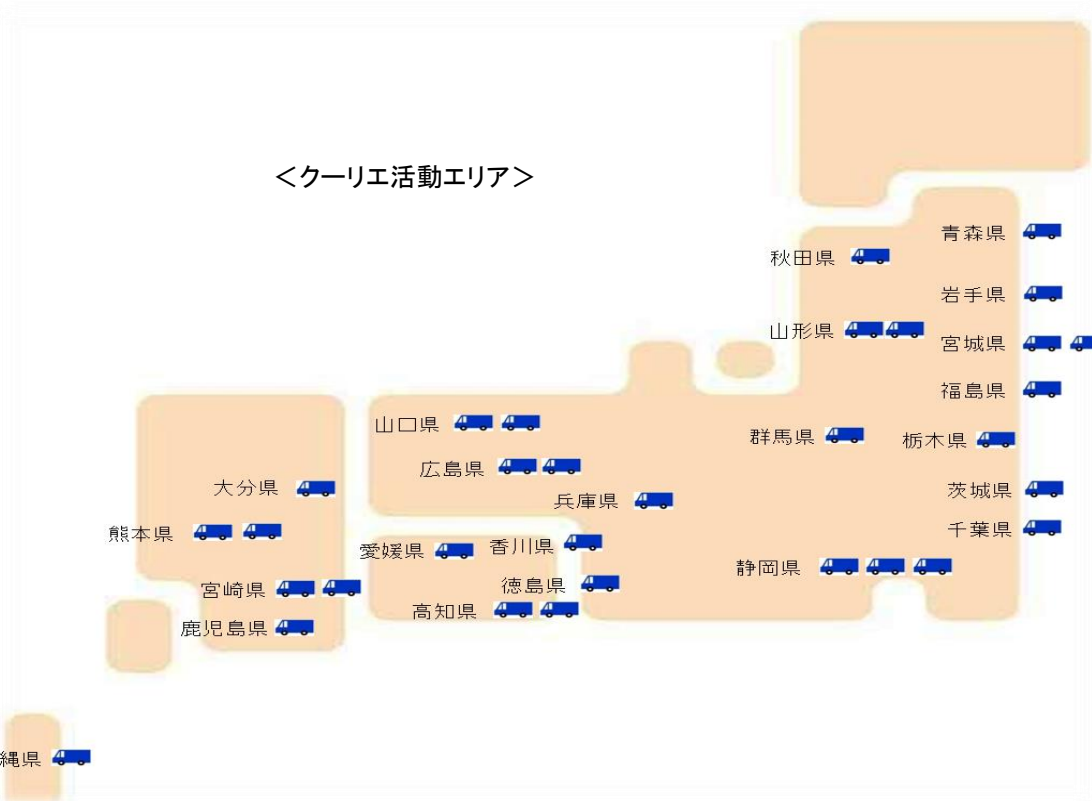 ＜クーリエ活動エリア＞
青森県
秋田県
岩手県
山形県
宮城県
福島県
山口県
群馬県
栃木県
広島県
大分県
兵庫県
茨城県
熊本県
千葉県
愛媛県
香川県
静岡県
宮崎県
徳島県
高知県
鹿児島県
縄県